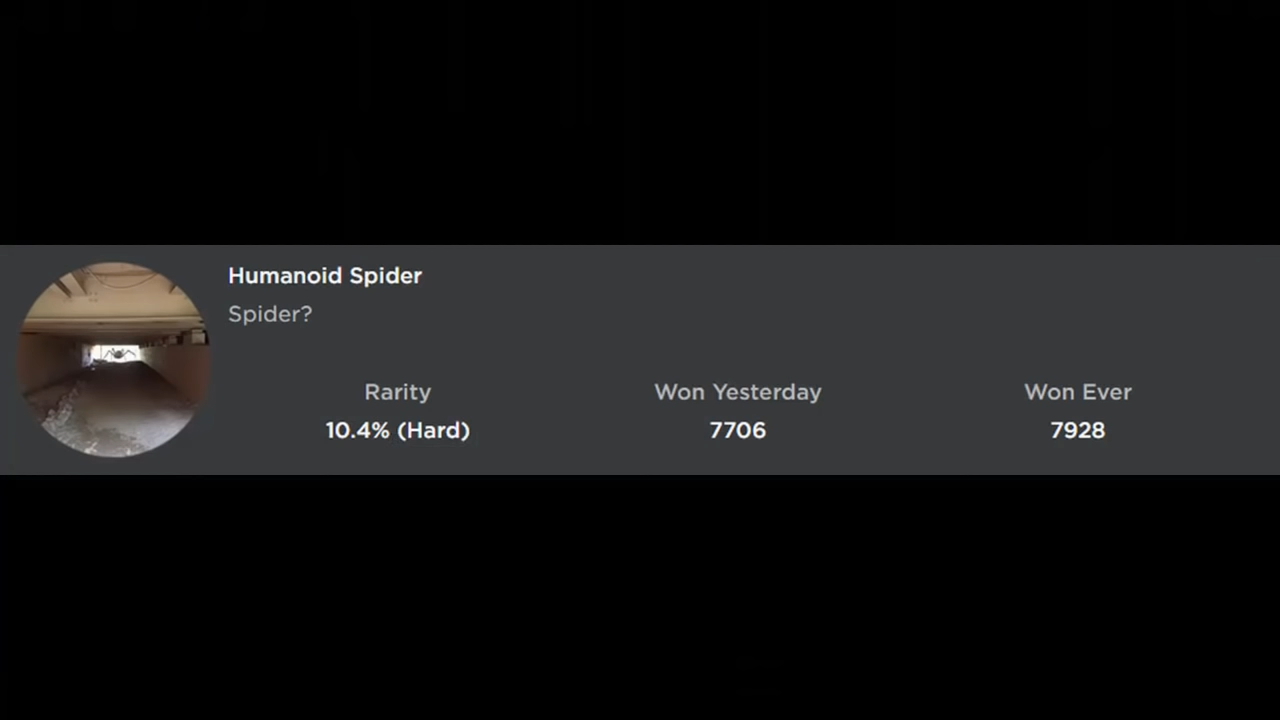 Humanoid Spider
Spider?
Rarity Won Yesterday Won Ever
10.4% (Hard) 7706 7928